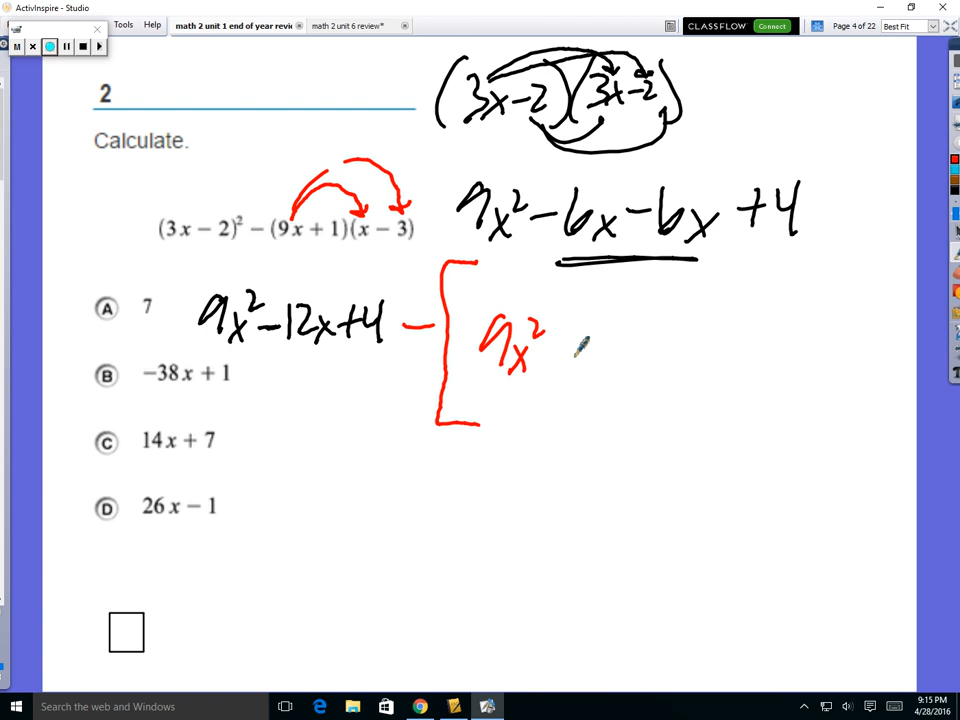 ActivInspire - Studio
Tools Help math 2 unit 1 end of year revie math 2 unit 6 review* CLASSFLOW Connect Page 4 of 22 Best Fit
M
(3x-2)(3x-2)
2
Calculate.
9x²-6x-6x+4
(3x − 2)² − (9x + 1)(x − 3)
A 7
9x²-12x+4-[9x²
B −38x + 1
C 14x + 7
D 26x − 1
Search the web and Windows
9:15 PM
4/28/2016